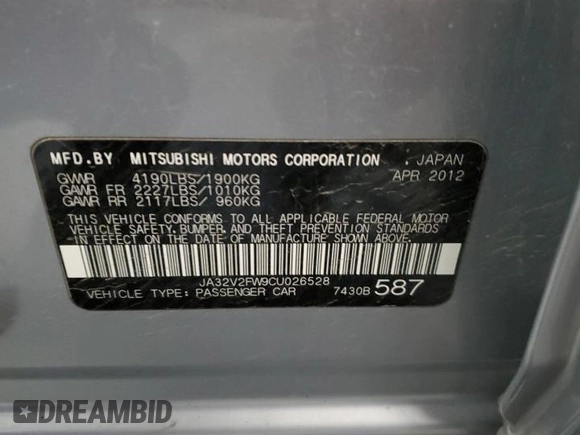 MFD.BY MITSUBISHI MOTORS CORPORATION , JAPAN
GVWR 4190LBS/1900KG APR 2012
GAWR FR 2227LBS/1010KG
GAWR RR 2117LBS/ 960KG
THIS VEHICLE CONFORMS TO ALL APPLICABLE FEDERAL MOTOR
VEHICLE SAFETY,BUMPER,AND THEFT PREVENTION STANDARDS
IN EFFECT ON THE DATE OF MANUFACTURE SHOWN ABOVE.
JA32V2FW9CU026528
VEHICLE TYPE: PASSENGER CAR 7430B 587
DREAMBID